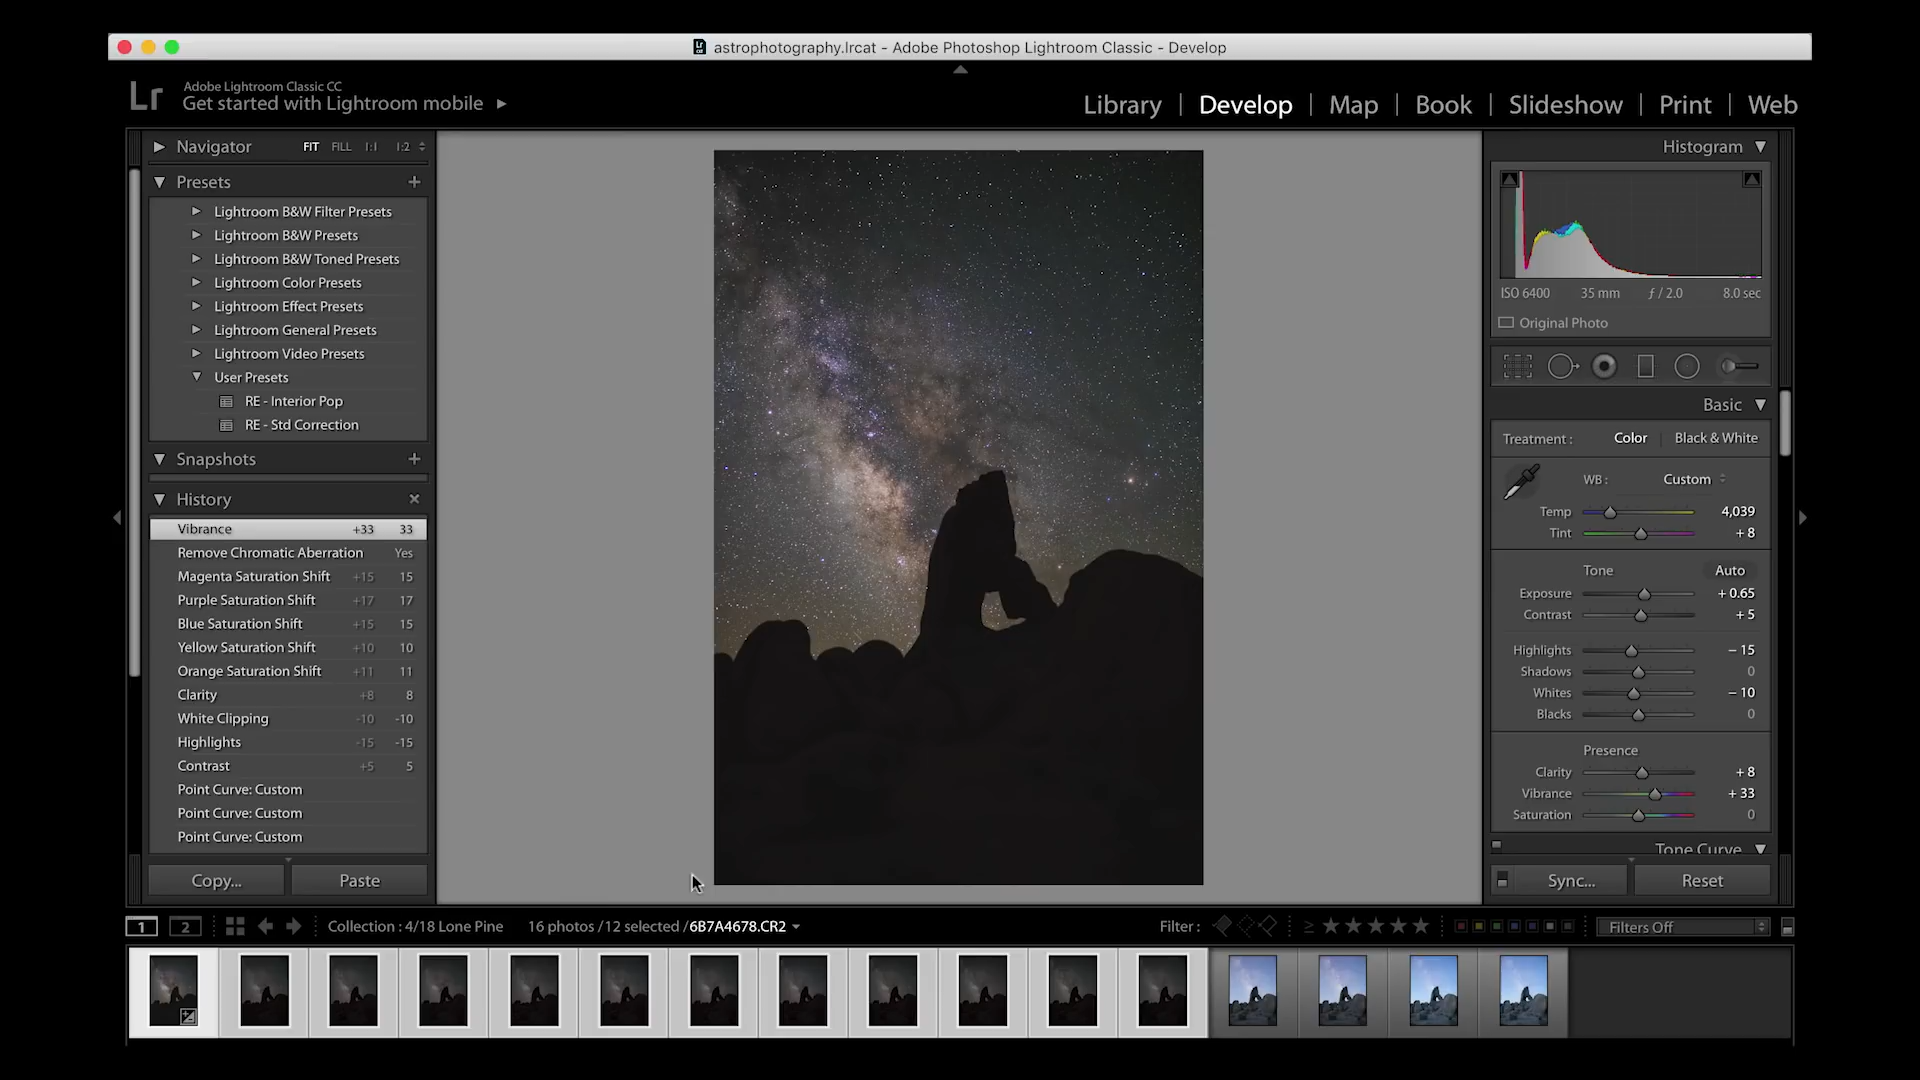 astrophotography.lrcat - Adobe Photoshop Lightroom Classic - Develop
Lr
Adobe Lightroom Classic CC
Get started with Lightroom mobile
Library | Develop | Map | Book | Slideshow | Print | Web
Navigator FIT FILL 1:1 1:2
Presets +
Lightroom B&W Filter Presets
Lightroom B&W Presets
Lightroom B&W Toned Presets
Lightroom Color Presets
Lightroom Effect Presets
Lightroom General Presets
Lightroom Video Presets
User Presets
RE - Interior Pop
RE - Std Correction
Snapshots +
History ×
Vibrance +33 33
Remove Chromatic Aberration Yes
Magenta Saturation Shift +15 15
Purple Saturation Shift +17 17
Blue Saturation Shift +15 15
Yellow Saturation Shift +10 10
Orange Saturation Shift +11 11
Clarity +8 8
White Clipping -10 -10
Highlights -15 -15
Contrast +5 5
Point Curve: Custom
Point Curve: Custom
Point Curve: Custom
Copy... Paste
Histogram
ISO 6400 35 mm ƒ / 2.0 8.0 sec
Original Photo
Basic
Treatment : Color | Black & White
WB : Custom
Temp 4,039
Tint + 8
Tone Auto
Exposure + 0.65
Contrast + 5
Highlights − 15
Shadows 0
Whites − 10
Blacks 0
Presence
Clarity + 8
Vibrance + 33
Saturation 0
Tone Curve
Sync... Reset
1 2 Collection : 4/18 Lone Pine 16 photos /12 selected /6B7A4678.CR2 Filter : ≥ ★★★★★ Filters Off